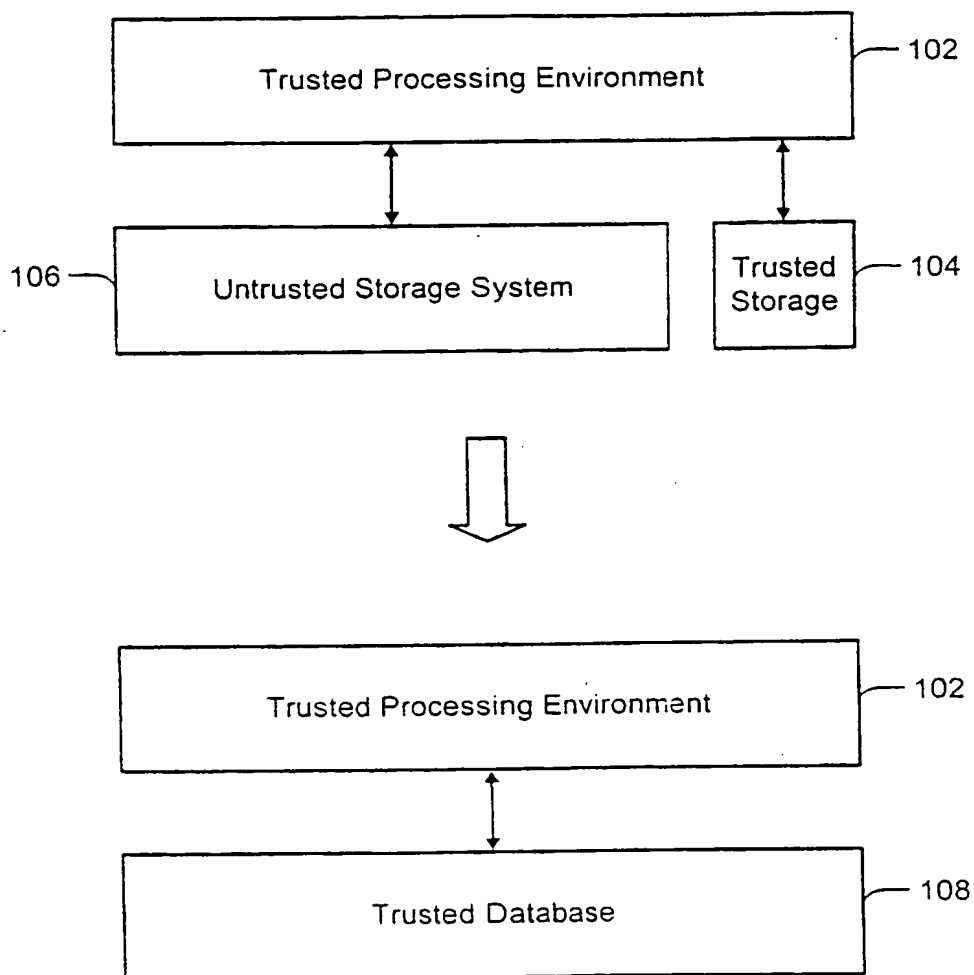 Trusted Processing Environment
102
106
Untrusted Storage System
Trusted
Storage
104
Trusted Processing Environment
102
Trusted Database
108